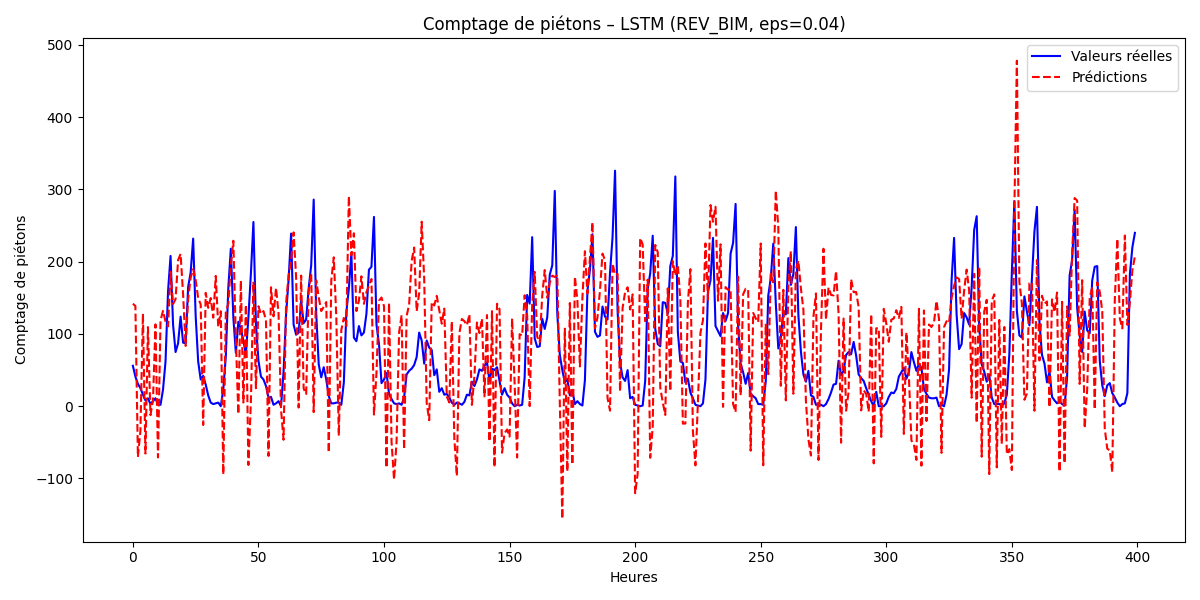 Comptage de piétons – LSTM (REV_BIM, eps=0.04)
500
400
300
200
100
0
−100
Comptage de piétons
Valeurs réelles
Prédictions
0 50 100 150 200 250 300 350 400
Heures